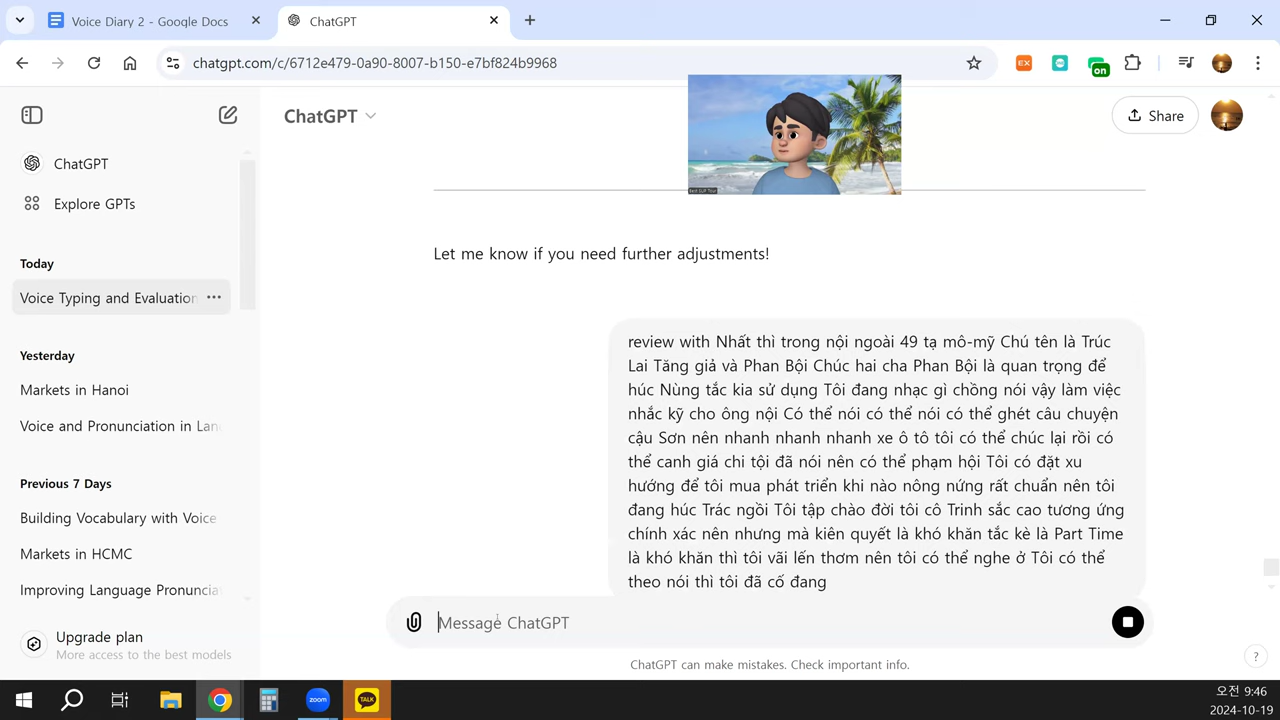 Voice Diary 2 - Google Docs
ChatGPT
chatgpt.com/c/6712e479-0a90-8007-b150-e7bf824b9968
EX
on
ChatGPT
Share
ChatGPT
Explore GPTs
Today
Voice Typing and Evaluation
Yesterday
Markets in Hanoi
Voice and Pronunciation in Lan
Previous 7 Days
Building Vocabulary with Voice
Markets in HCMC
Improving Language Pronuncia
Upgrade plan
More access to the best models
Best SLP Tour
Let me know if you need further adjustments!
review with Nhất thì trong nội ngoài 49 tạ mô-mỹ Chú tên là Trúc
Lai Tăng giả và Phan Bội Chúc hai cha Phan Bội là quan trọng để
húc Nùng tắc kia sử dụng Tôi đang nhạc gì chồng nói vậy làm việc
nhắc kỹ cho ông nội Có thể nói có thể nói có thể ghét câu chuyện
cậu Sơn nên nhanh nhanh nhanh xe ô tô tôi có thể chúc lại rồi có
thể canh giá chi tội đã nói nên có thể phạm hội Tôi có đặt xu
hướng để tôi mua phát triển khi nào nông nứng rất chuẩn nên tôi
đang húc Trác ngồi Tôi tập chào đời tôi cô Trinh sắc cao tương ứng
chính xác nên nhưng mà kiên quyết là khó khăn tắc kè là Part Time
là khó khăn thì tôi vãi lến thơm nên tôi có thể nghe ở Tôi có thể
theo nói thì tôi đã cố đang
Message ChatGPT
ChatGPT can make mistakes. Check important info.
?
zoom
TALK
오전 9:46
2024-10-19